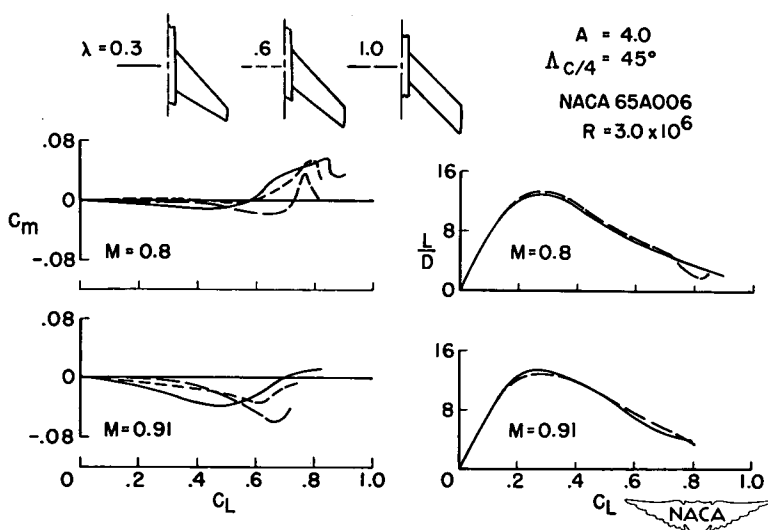 λ = 0.3
.6
1.0
A = 4.0
Λc/4 = 45°
NACA 65A006
R = 3.0 x 10⁶
.08
0
-.08
Cm
M = 0.8
16
8
0
L/D
M = 0.8
.08
0
-.08
M = 0.91
0 .2 .4 .6 .8 1.0
CL
16
8
0
M = 0.91
.2 .4 .6 .8 1.0
CL
NACA